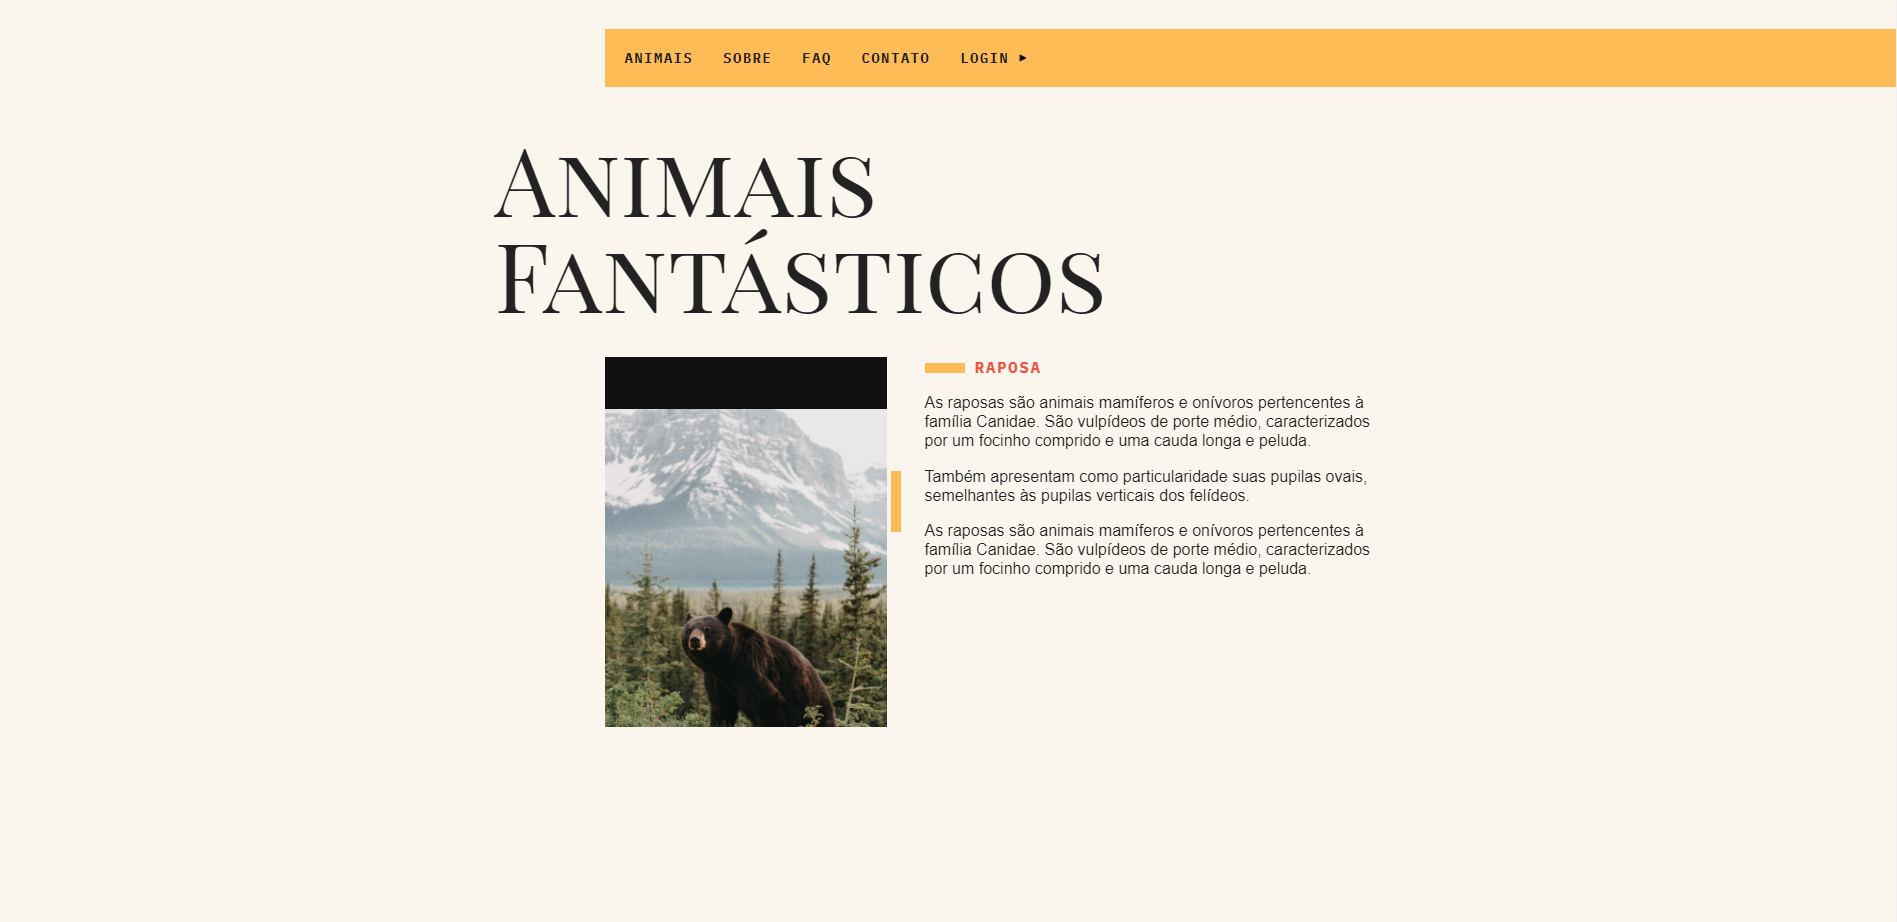 ANIMAIS SOBRE FAQ CONTATO LOGIN ▸
Animais
Fantásticos
RAPOSA
As raposas são animais mamíferos e onívoros pertencentes à
família Canidae. São vulpídeos de porte médio, caracterizados
por um focinho comprido e uma cauda longa e peluda.
Também apresentam como particularidade suas pupilas ovais,
semelhantes às pupilas verticais dos felídeos.
As raposas são animais mamíferos e onívoros pertencentes à
família Canidae. São vulpídeos de porte médio, caracterizados
por um focinho comprido e uma cauda longa e peluda.